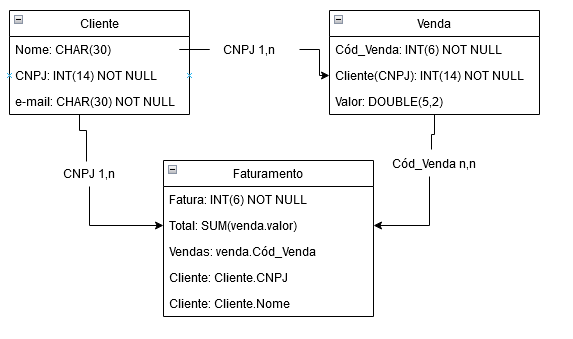 Cliente
Nome: CHAR(30)
CNPJ: INT(14) NOT NULL
e-mail: CHAR(30) NOT NULL
CNPJ 1,n
Venda
Cód_Venda: INT(6) NOT NULL
Cliente(CNPJ): INT(14) NOT NULL
Valor: DOUBLE(5,2)
CNPJ 1,n
Cód_Venda n,n
Faturamento
Fatura: INT(6) NOT NULL
Total: SUM(venda.valor)
Vendas: venda.Cód_Venda
Cliente: Cliente.CNPJ
Cliente: Cliente.Nome